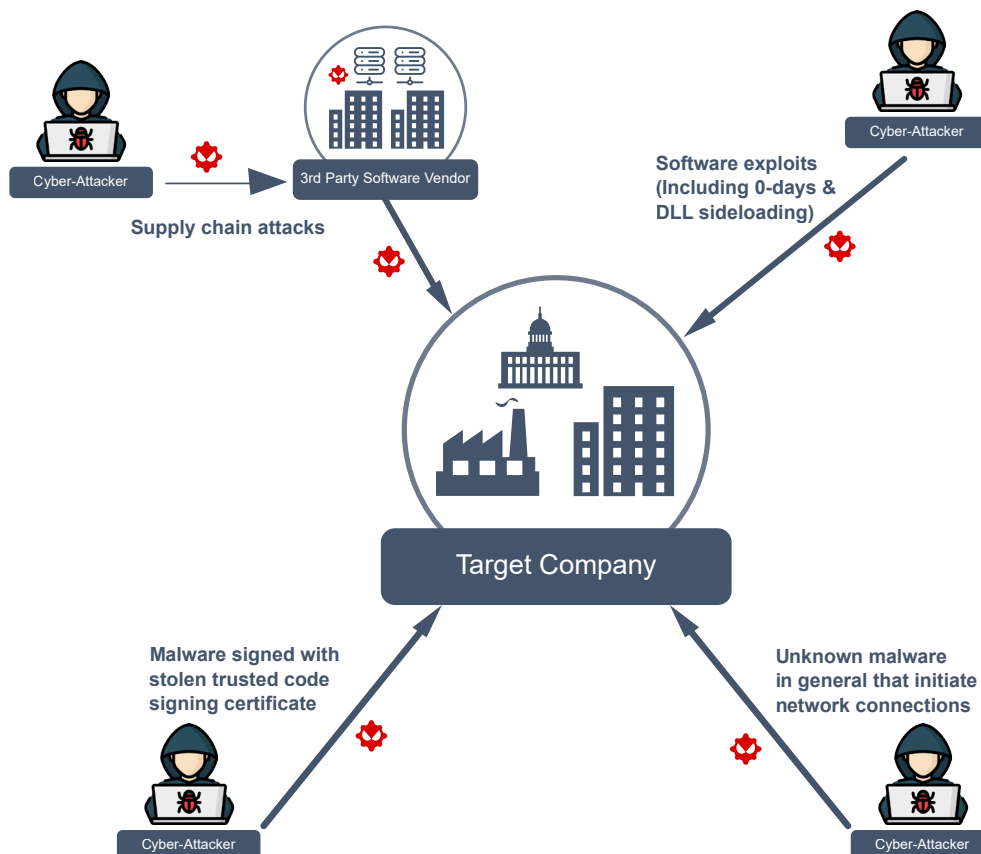 Cyber-Attacker
3rd Party Software Vendor
Cyber-Attacker
Supply chain attacks
Software exploits
(Including 0-days &
DLL sideloading)
Target Company
Malware signed with
stolen trusted code
signing certificate
Unknown malware
in general that initiate
network connections
Cyber-Attacker
Cyber-Attacker